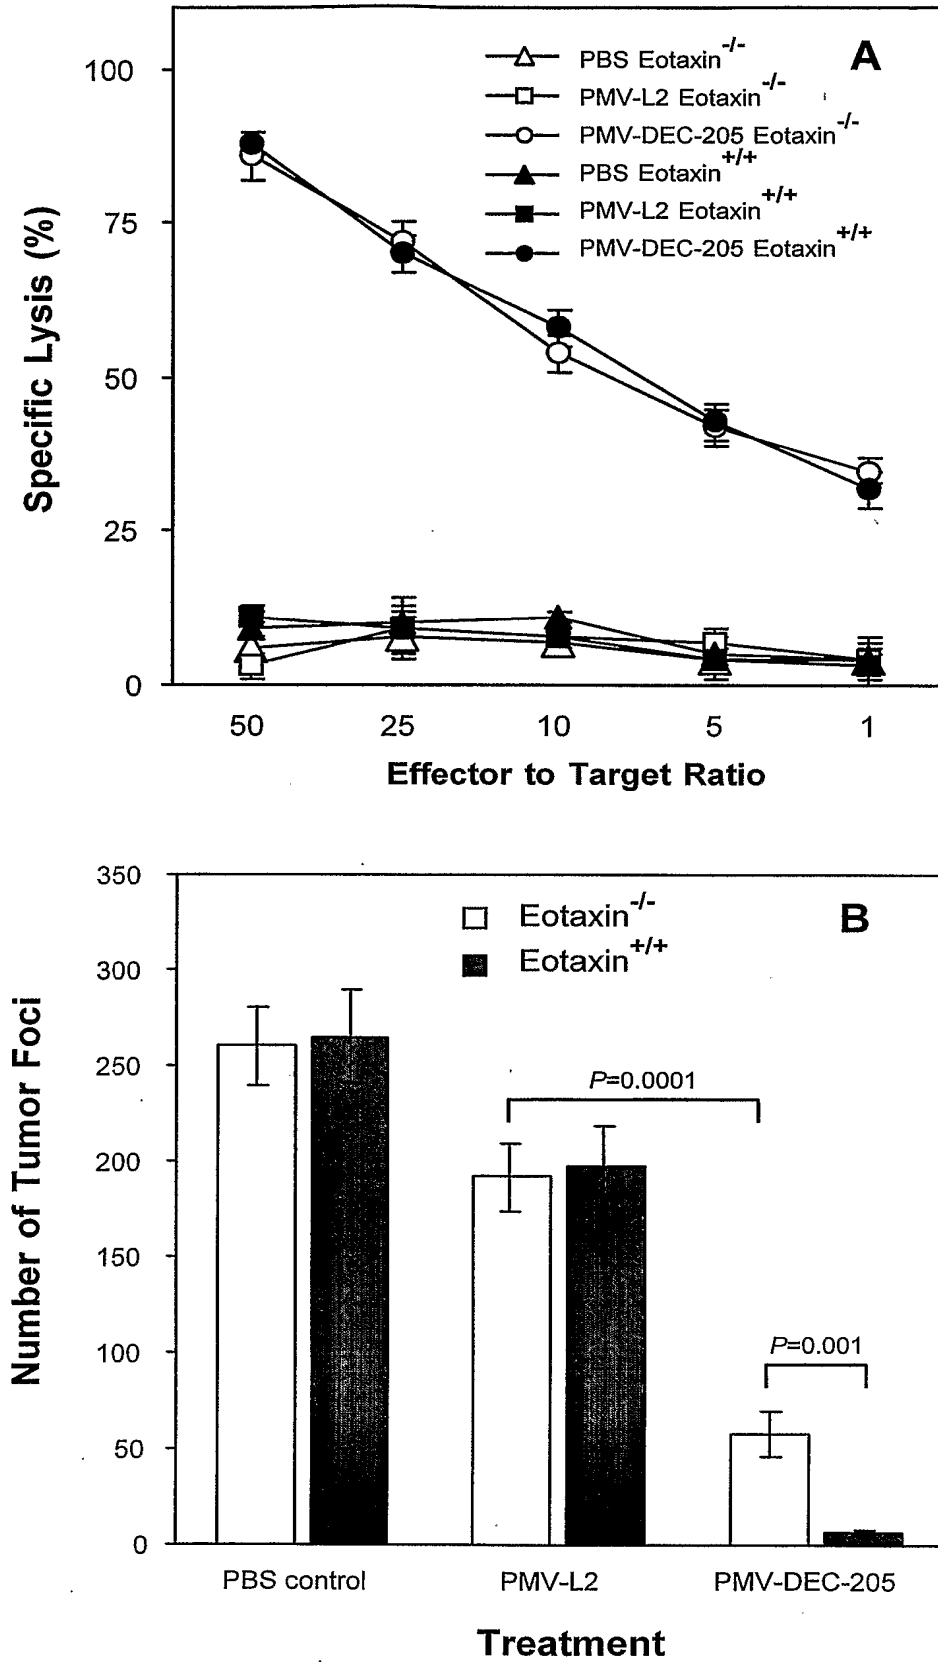 A
PBS Eotaxin-/-
PMV-L2 Eotaxin-/-
PMV-DEC-205 Eotaxin-/-
PBS Eotaxin+/+
PMV-L2 Eotaxin+/+
PMV-DEC-205 Eotaxin+/+
Specific Lysis (%)
100
75
50
25
0
50 25 10 5 1
Effector to Target Ratio
B
Eotaxin-/-
Eotaxin+/+
Number of Tumor Foci
350
300
250
200
150
100
50
0
P=0.0001
P=0.001
PBS control PMV-L2 PMV-DEC-205
Treatment